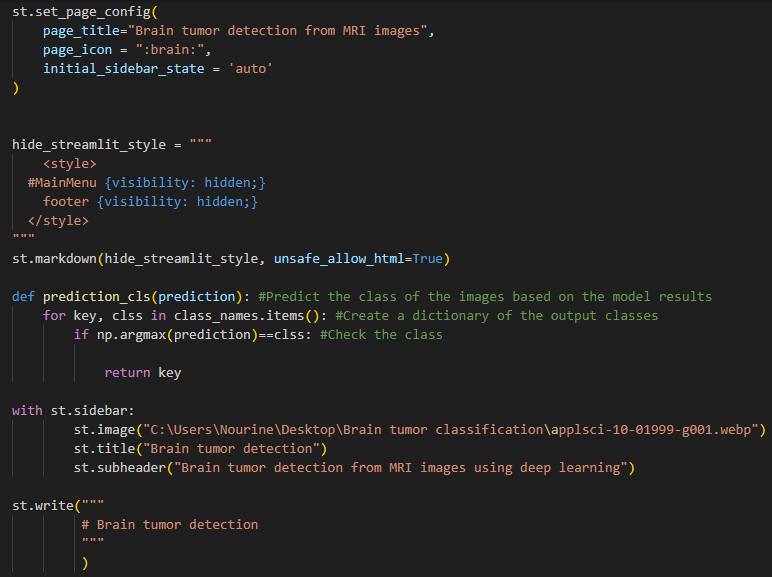 st.set_page_config(
    page_title="Brain tumor detection from MRI images",
    page_icon = ":brain:",
    initial_sidebar_state = 'auto'
)
hide_streamlit_style = """
    <style>
  #MainMenu {visibility: hidden;}
    footer {visibility: hidden;}
  </style>
"""
st.markdown(hide_streamlit_style, unsafe_allow_html=True)
def prediction_cls(prediction): #Predict the class of the images based on the model results
    for key, clss in class_names.items(): #Create a dictionary of the output classes
        if np.argmax(prediction)==clss: #Check the class
            return key
with st.sidebar:
        st.image("C:\Users\Nourine\Desktop\Brain tumor classification\applsci-10-01999-g001.webp")
        st.title("Brain tumor detection")
        st.subheader("Brain tumor detection from MRI images using deep learning")
st.write("""
         # Brain tumor detection
         """
         )